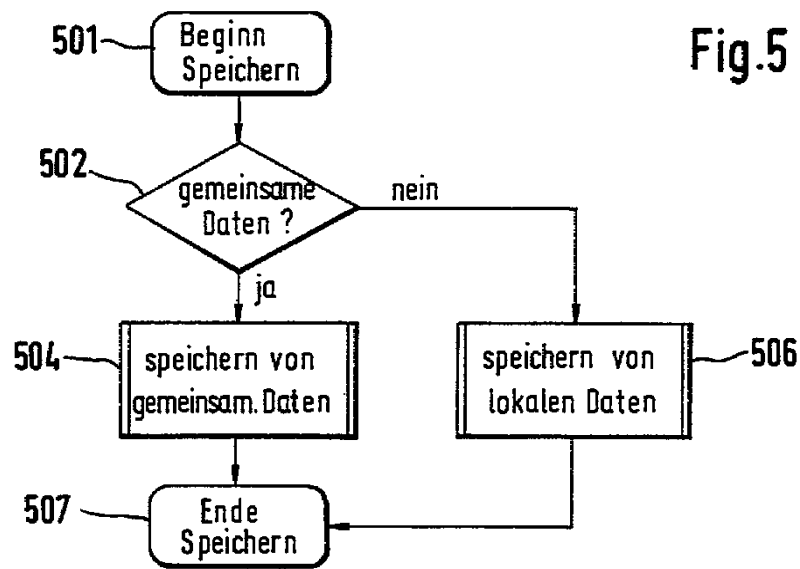 501
Beginn
Speichern
Fig.5
502
gemeinsame
Daten ?
nein
ja
504
speichern von
gemeinsam. Daten
speichern von
lokalen Daten
506
507
Ende
Speichern